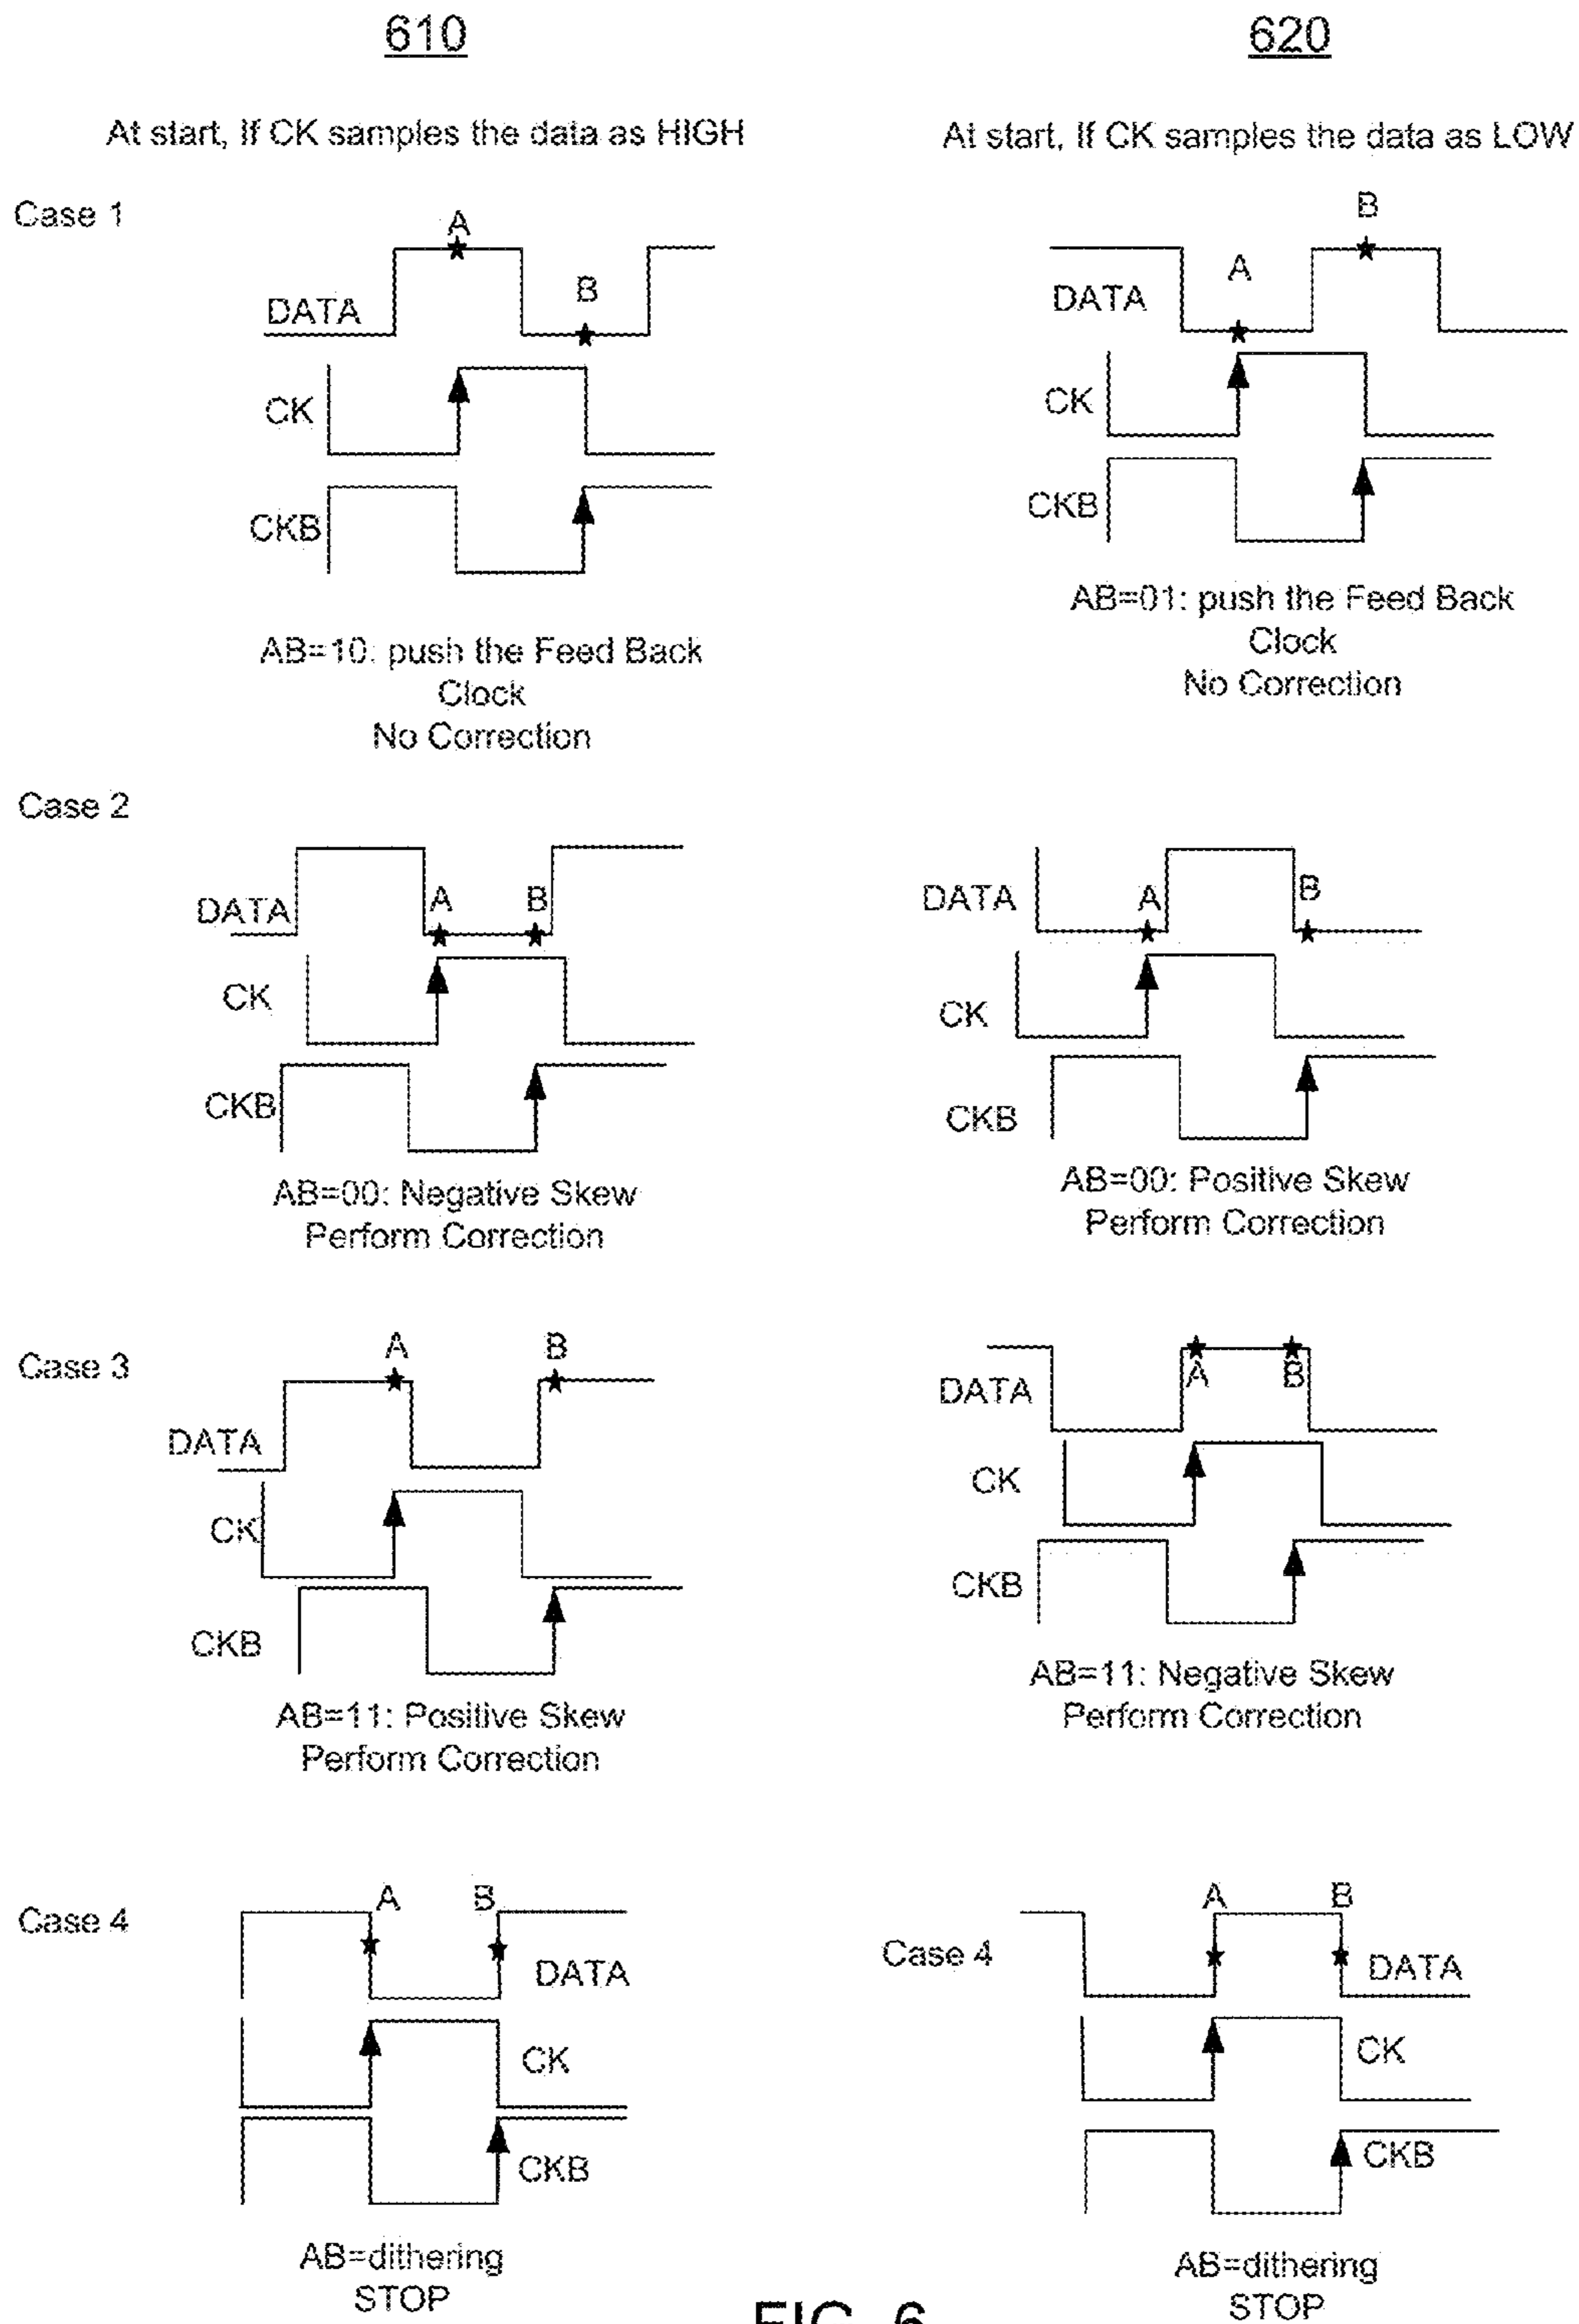 610
620
At start, If CK samples the data as HIGH
At start, If CK samples the data as LOW
Case 1
A
B
DATA
CK
CKB
AB=10: push the Feed Back
Clock
No Correction
B
A
DATA
CK
CKB
AB=01: push the Feed Back
Clock
No Correction
Case 2
A
B
DATA
CK
CKB
AB=00: Negative Skew
Perform Correction
A
B
DATA
CK
CKB
AB=00: Positive Skew
Perform Correction
Case 3
A
B
DATA
CK
CKB
AB=11: Positive Skew
Perform Correction
A
B
DATA
CK
CKB
AB=11: Negative Skew
Perform Correction
Case 4
A
B
DATA
CK
CKB
AB=dithering
STOP
Case 4
A
B
DATA
CK
CKB
AB=dithering
STOP
FIG. 6